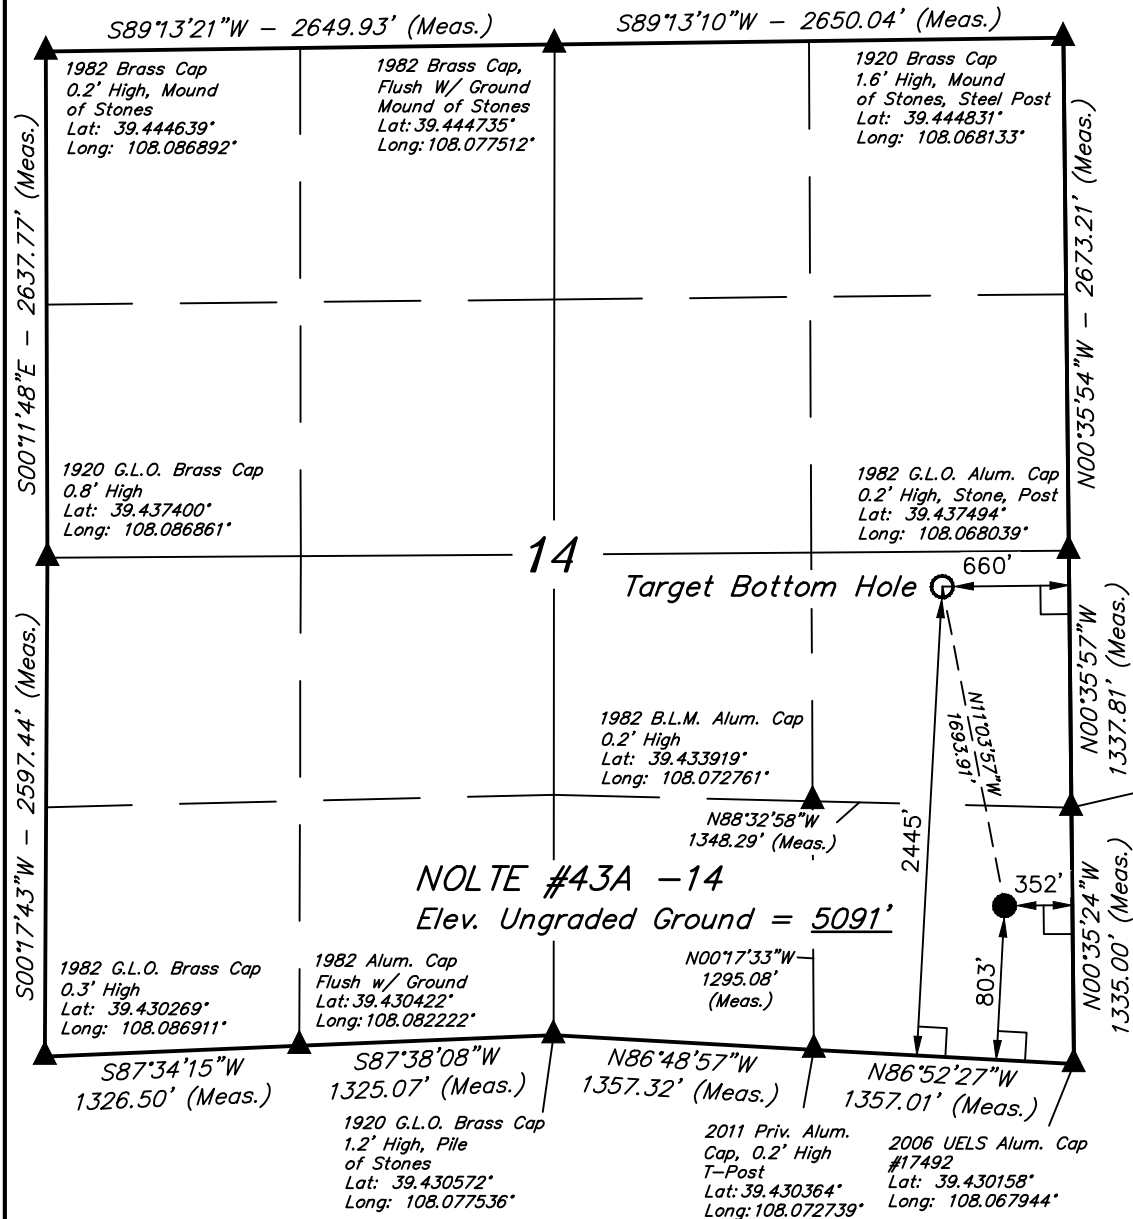 S89°13'21"W - 2649.93' (Meas.)
S89°13'10"W - 2650.04' (Meas.)
1982 Brass Cap
0.2' High, Mound
of Stones
Lat: 39.444639°
Long: 108.086892°
1982 Brass Cap,
Flush W/ Ground
Mound of Stones
Lat: 39.444735°
Long: 108.077512°
1920 Brass Cap
1.6' High, Mound
of Stones, Steel Post
Lat: 39.444831°
Long: 108.068133°
S00°11'48"E - 2637.77' (Meas.)
N00°35'54"W - 2673.21' (Meas.)
1920 G.L.O. Brass Cap
0.8' High
Lat: 39.437400°
Long: 108.086861°
1982 G.L.O. Alum. Cap
0.2' High, Stone, Post
Lat: 39.437494°
Long: 108.068039°
14
Target Bottom Hole
660'
S00°17'43"W - 2597.44' (Meas.)
N00°35'57"W
1337.81' (Meas.)
N11°03'57"W
1693.91'
1982 B.L.M. Alum. Cap
0.2' High
Lat: 39.433919°
Long: 108.072761°
N88°32'58"W
1348.29' (Meas.)
2445'
NOLTE #43A -14
Elev. Ungraded Ground = 5091'
352'
803'
N00°35'24"W
1335.00' (Meas.)
N00°17'33"W
1295.08'
(Meas.)
1982 G.L.O. Brass Cap
0.3' High
Lat: 39.430269°
Long: 108.086911°
1982 Alum. Cap
Flush w/ Ground
Lat: 39.430422°
Long: 108.082222°
S87°34'15"W
1326.50' (Meas.)
S87°38'08"W
1325.07' (Meas.)
N86°48'57"W
1357.32' (Meas.)
N86°52'27"W
1357.01' (Meas.)
1920 G.L.O. Brass Cap
1.2' High, Pile
of Stones
Lat: 39.430572°
Long: 108.077536°
2011 Priv. Alum.
Cap, 0.2' High
T-Post
Lat: 39.430364°
Long: 108.072739°
2006 UELS Alum. Cap
#17492
Lat: 39.430158°
Long: 108.067944°